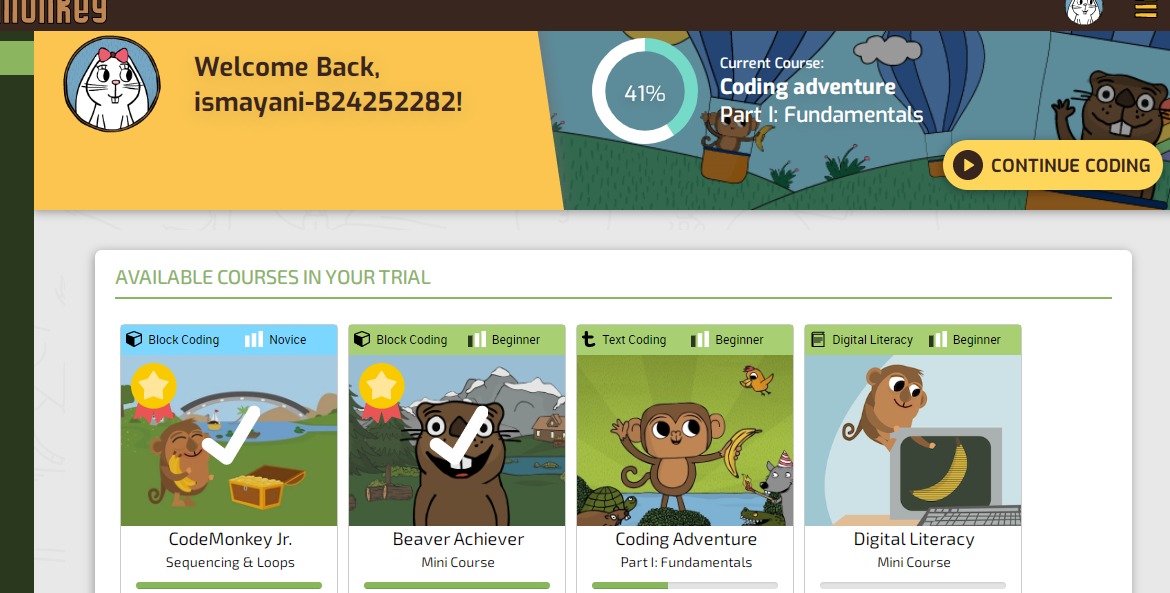 monkey
Welcome Back,
ismayani-B24252282!
41%
Current Course:
Coding adventure
Part I: Fundamentals
CONTINUE CODING
AVAILABLE COURSES IN YOUR TRIAL
Block Coding Novice
Block Coding Beginner
Text Coding Beginner
Digital Literacy Beginner
CodeMonkey Jr.
Sequencing & Loops
Beaver Achiever
Mini Course
Coding Adventure
Part I: Fundamentals
Digital Literacy
Mini Course